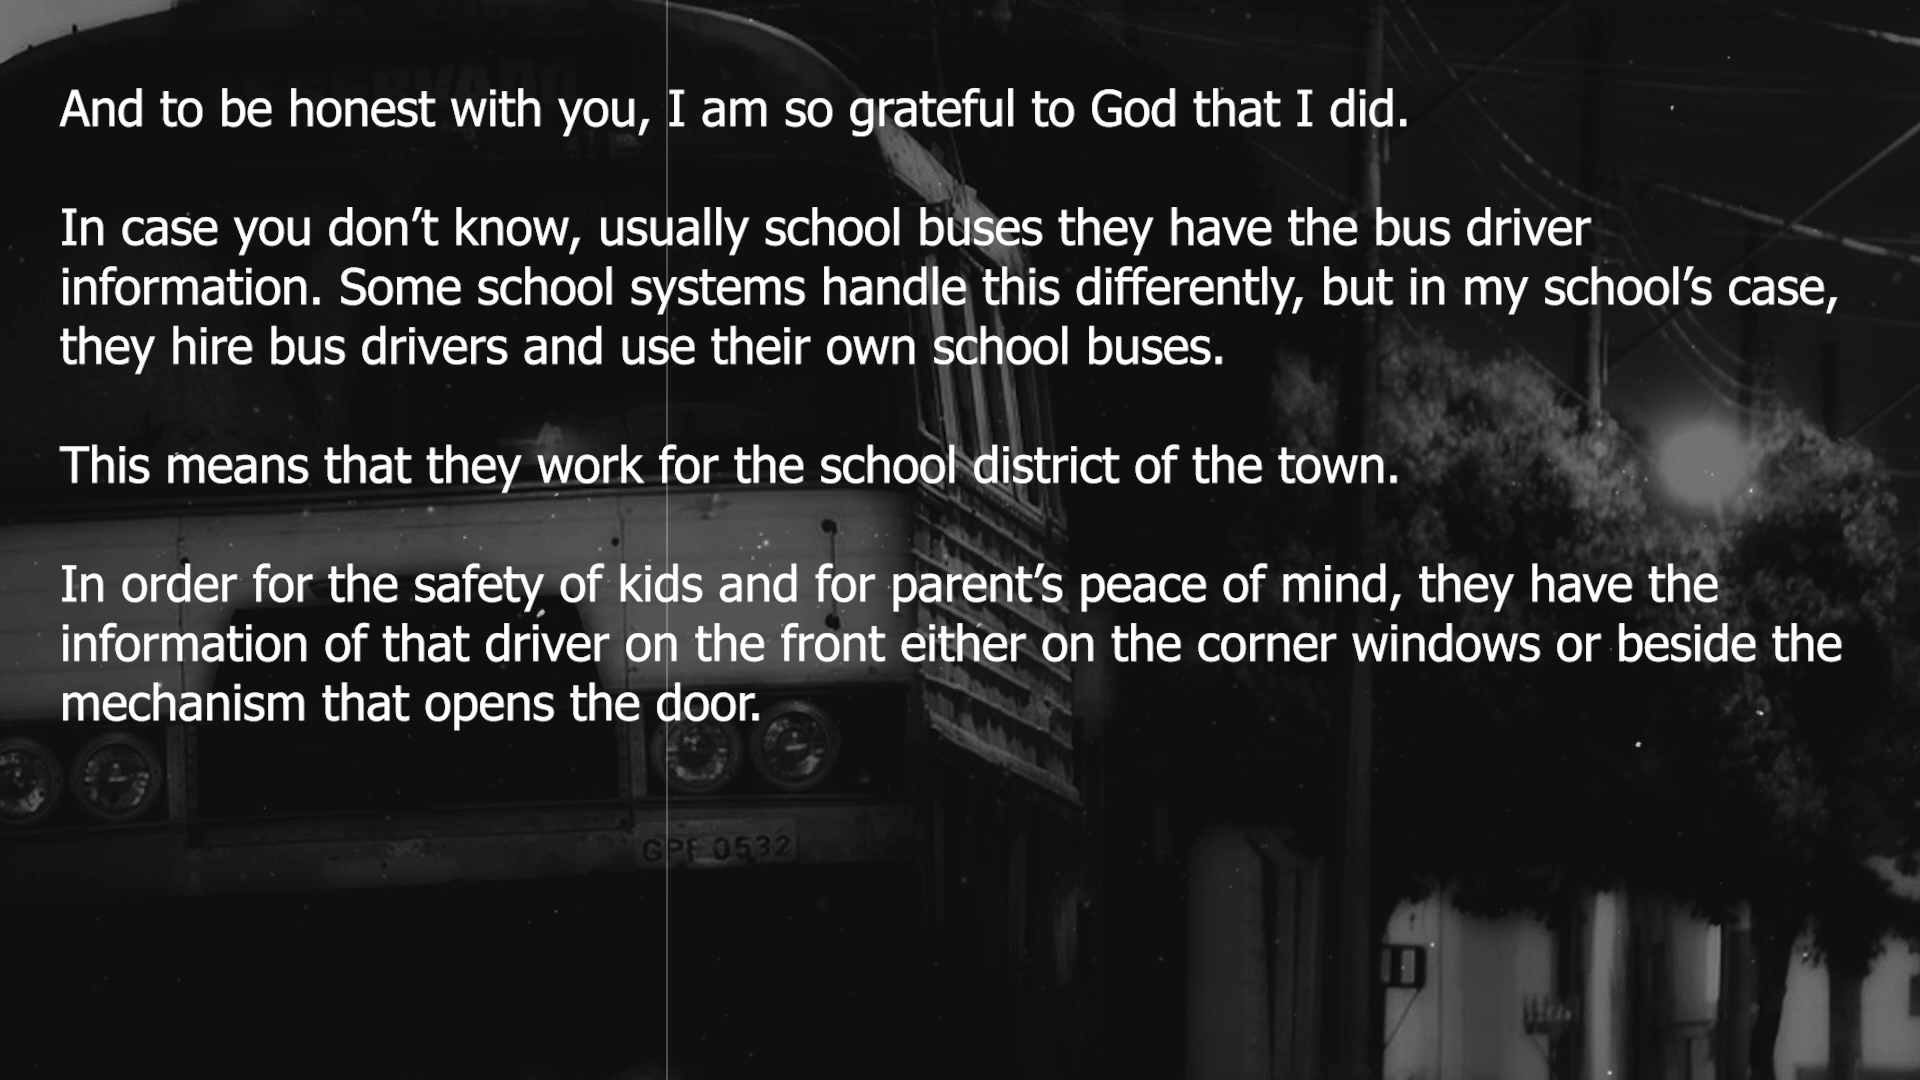 RESERVADO
And to be honest with you, I am so grateful to God that I did.
In case you don’t know, usually school buses they have the bus driver
information. Some school systems handle this differently, but in my school’s case,
they hire bus drivers and use their own school buses.
This means that they work for the school district of the town.
In order for the safety of kids and for parent’s peace of mind, they have the
information of that driver on the front either on the corner windows or beside the
mechanism that opens the door.
GPF 0532